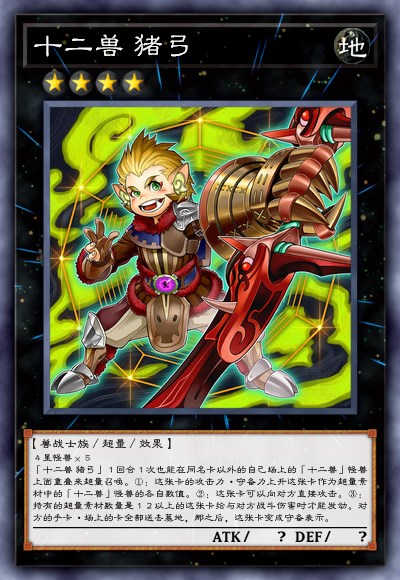 十二兽 猪弓
地
【兽战士族／超量／效果】
4星怪兽×5
「十二兽 猪弓」1回合1次也能在同名卡以外的自己场上的「十二兽」怪兽
上面重叠来超量召唤。①：这张卡的攻击力·守备力上升这张卡作为超量素
材中的「十二兽」怪兽的各自数值。②：这张卡可以向对方直接攻击。③：
持有的超量素材数量是12以上的这张卡给与对方战斗伤害时才能发动。对
方的手卡·场上的卡全部送去墓地，那之后，这张卡变成守备表示。
ATK／ ? DEF／ ?